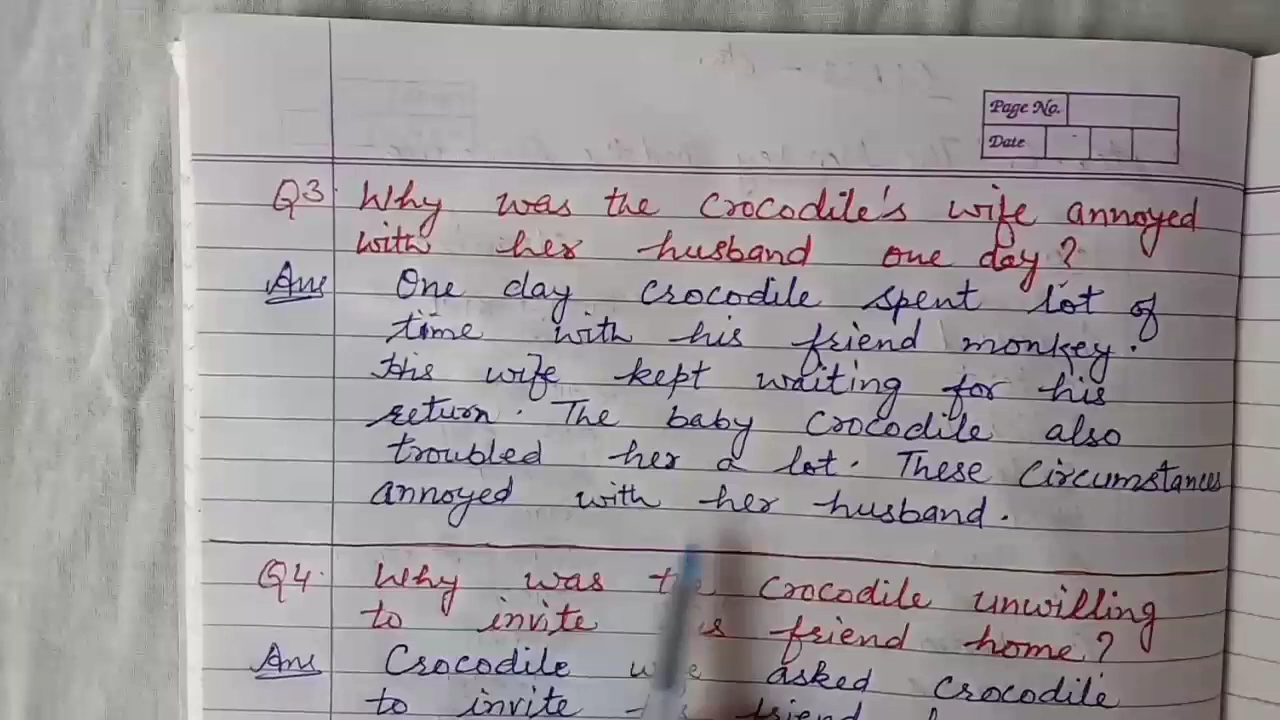 Page No.
Date
Q3. Why was the crocodile's wife annoyed
with her husband one day?
Ans One day crocodile spent lot of
time with his friend monkey.
His wife kept waiting for his
return. The baby crocodile also
troubled her a lot. These circumstances
annoyed with her husband.
Q4. Why was the crocodile unwilling
to invite friend home?
Ans Crocodile asked crocodile
to invite friend